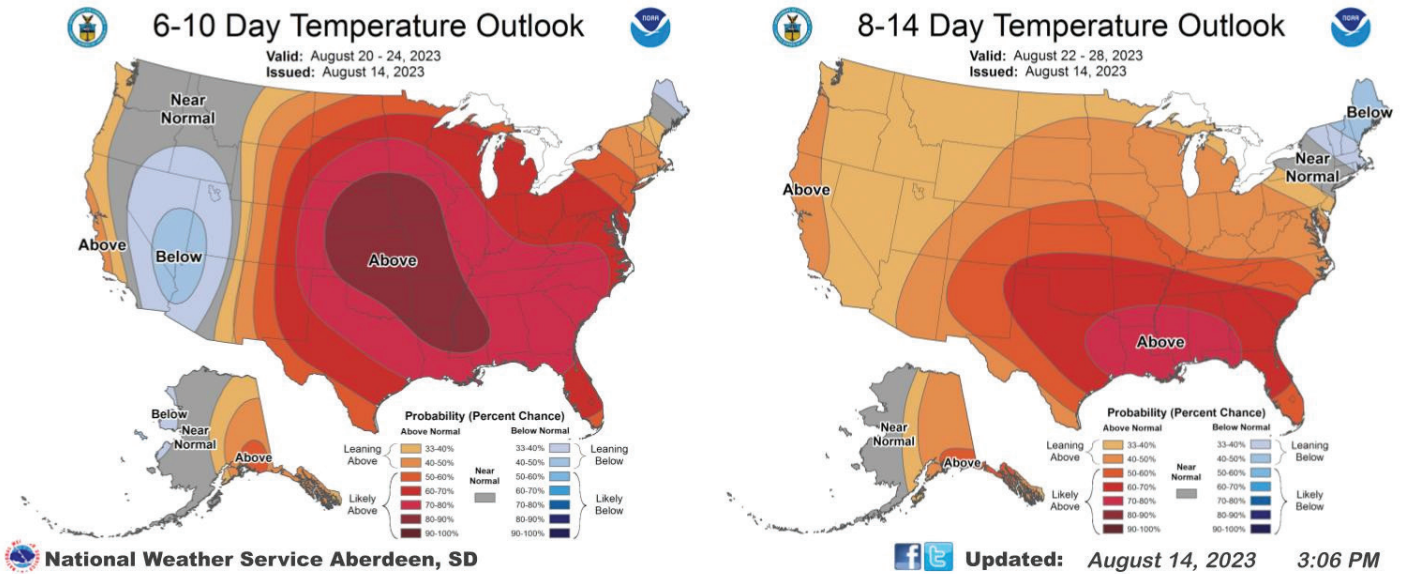 6-10 Day Temperature Outlook
Valid: August 20 - 24, 2023
Issued: August 14, 2023
NOAA
Near
Normal
Above
Below
Above
Below
Near
Normal
Above
Probability (Percent Chance)
Above Normal
Below Normal
Leaning
Above
33-40%
40-50%
Likely
Above
50-60%
60-70%
70-80%
80-90%
90-100%
Near
Normal
33-40%
40-50%
Leaning
Below
50-60%
60-70%
70-80%
80-90%
90-100%
Likely
Below
8-14 Day Temperature Outlook
Valid: August 22 - 28, 2023
Issued: August 14, 2023
NOAA
Below
Near
Normal
Above
Above
Near
Normal
Above
Probability (Percent Chance)
Above Normal
Below Normal
Leaning
Above
33-40%
40-50%
Likely
Above
50-60%
60-70%
70-80%
80-90%
90-100%
Near
Normal
33-40%
40-50%
Leaning
Below
50-60%
60-70%
70-80%
80-90%
90-100%
Likely
Below
National Weather Service Aberdeen, SD
Updated: August 14, 2023 3:06 PM